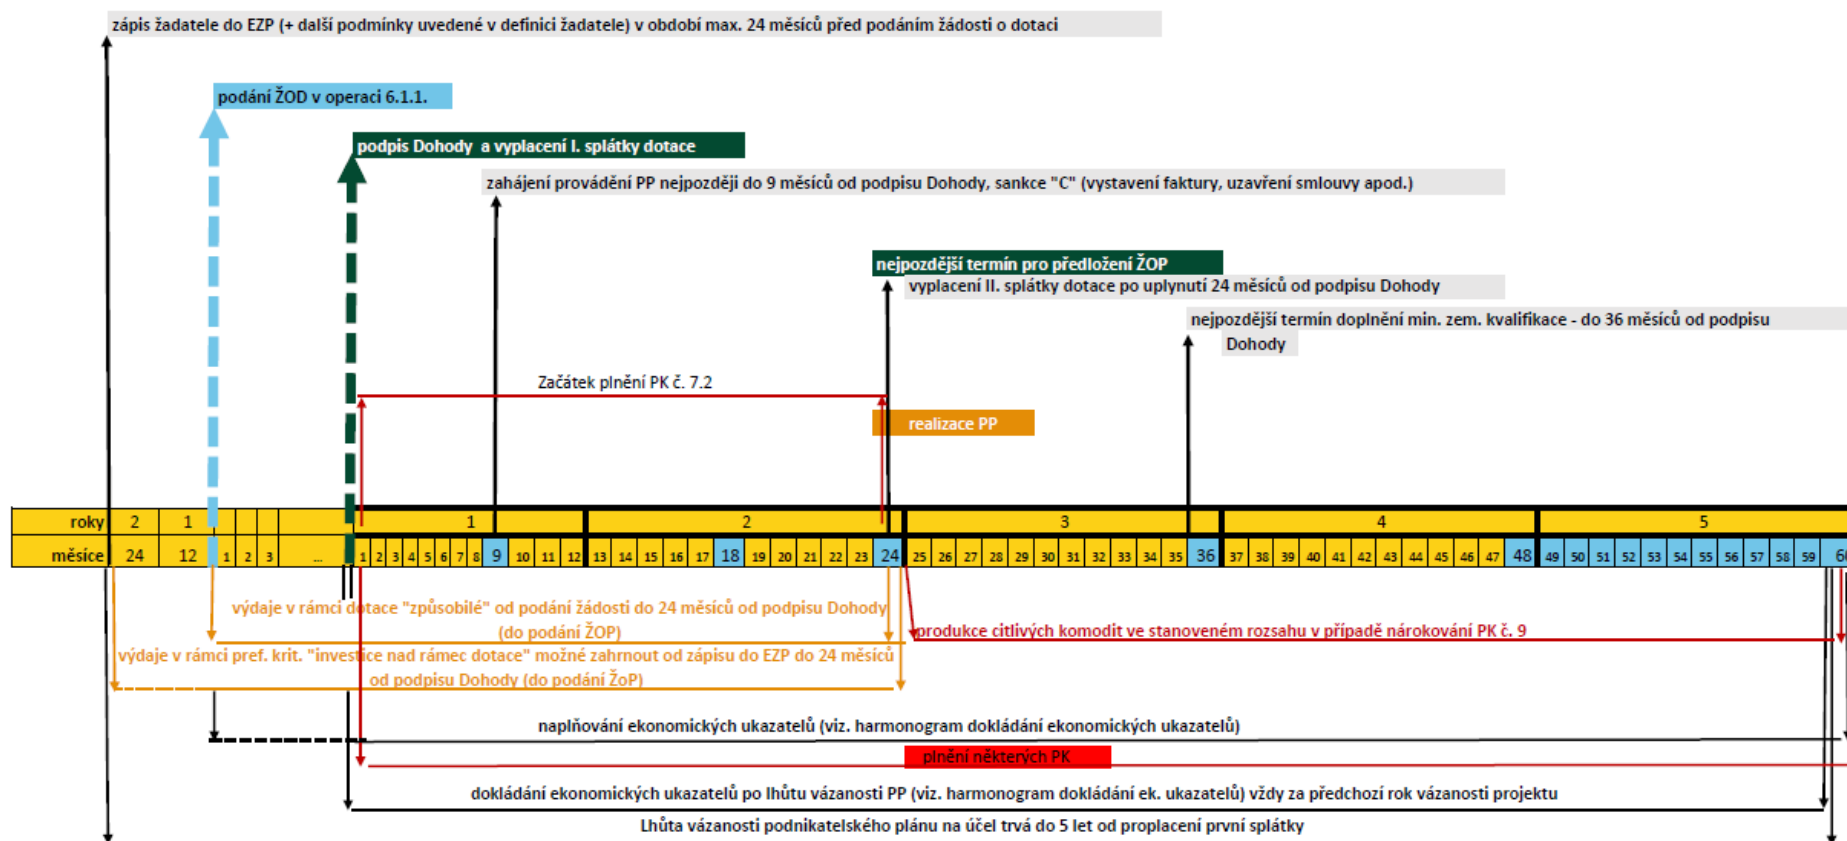 zápis žadatele do EZP (+ další podmínky uvedené v definici žadatele) v období max. 24 měsíců před podáním žádosti o dotaci
podání ŽOD v operaci 6.1.1.
podpis Dohody a vyplacení I. splátky dotace
zahájení provádění PP nejpozději do 9 měsíců od podpisu Dohody, sankce "C" (vystavení faktury, uzavření smlouvy apod.)
nejpozdější termín pro předložení ŽOP
vyplacení II. splátky dotace po uplynutí 24 měsíců od podpisu Dohody
nejpozdější termín doplnění min. zem. kvalifikace - do 36 měsíců od podpisu
Dohody
Začátek plnění PK č. 7.2
realizace PP
roky 2 1 1 2 3 4 5
měsíce 24 12 1 2 3 ... 1 2 3 4 5 6 7 8 9 10 11 12 13 14 15 16 17 18 19 20 21 22 23 24 25 26 27 28 29 30 31 32 33 34 35 36 37 38 39 40 41 42 43 44 45 46 47 48 49 50 51 52 53 54 55 56 57 58 59
výdaje v rámci dotace "způsobilé" od podání žádosti do 24 měsíců od podpisu Dohody
(do podání ŽOP)
produkce citlivých komodit ve stanoveném rozsahu v případě nárokování PK č. 9
výdaje v rámci pref. krit. "investice nad rámec dotace" možné zahrnout od zápisu do EZP do 24 měsíců
od podpisu Dohody (do podání ŽoP)
naplňování ekonomických ukazatelů (viz. harmonogram dokládání ekonomických ukazatelů)
plnění některých PK
dokládání ekonomických ukazatelů po lhůtu vázanosti PP (viz. harmonogram dokládání ek. ukazatelů) vždy za předchozí rok vázanosti projektu
Lhůta vázanosti podnikatelského plánu na účel trvá do 5 let od proplacení první splátky